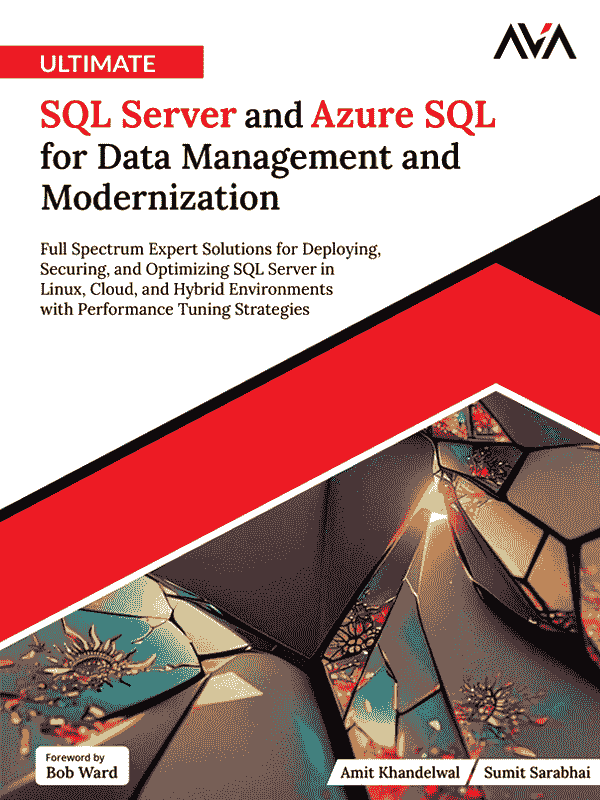 AVA
ULTIMATE
SQL Server and Azure SQL
for Data Management and
Modernization
Full Spectrum Expert Solutions for Deploying,
Securing, and Optimizing SQL Server in
Linux, Cloud, and Hybrid Environments
with Performance Tuning Strategies
Foreword by
Bob Ward
Amit Khandelwal / Sumit Sarabhai